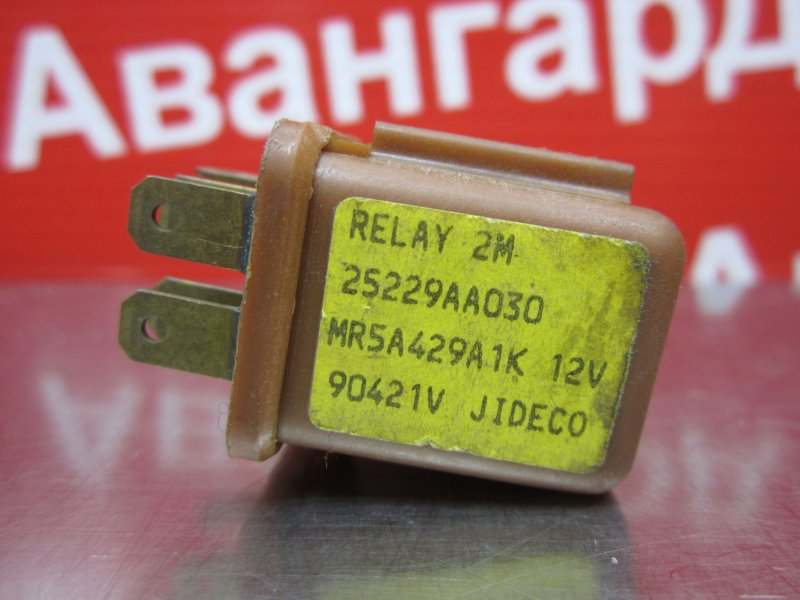 Авангард
RELAY 2M
25229AA030
MR5A429A1K 12V
90421V JIDECO